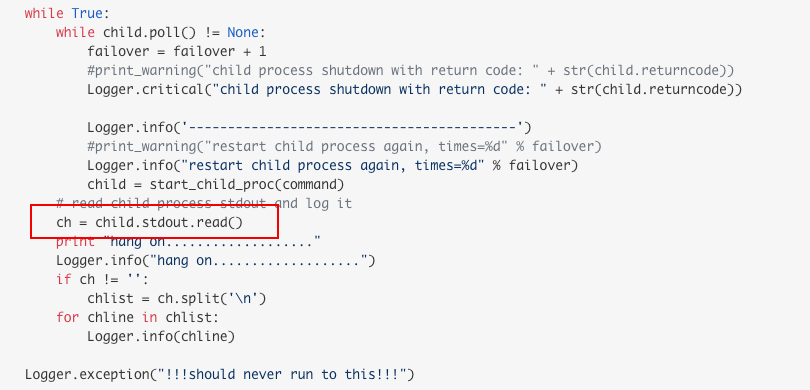 while True:
    while child.poll() != None:
        failover = failover + 1
        #print_warning("child process shutdown with return code: " + str(child.returncode))
        Logger.critical("child process shutdown with return code: " + str(child.returncode))

        Logger.info('------------------------------------------')
        #print_warning("restart child process again, times=%d" % failover)
        Logger.info("restart child process again, times=%d" % failover)
        child = start_child_proc(command)
    # read child process stdout and log it
    ch = child.stdout.read()
    print "hang on..................."
    Logger.info("hang on...................")
    if ch != '':
        chlist = ch.split('\n')
    for chline in chlist:
        Logger.info(chline)

Logger.exception("!!!should never run to this!!!")